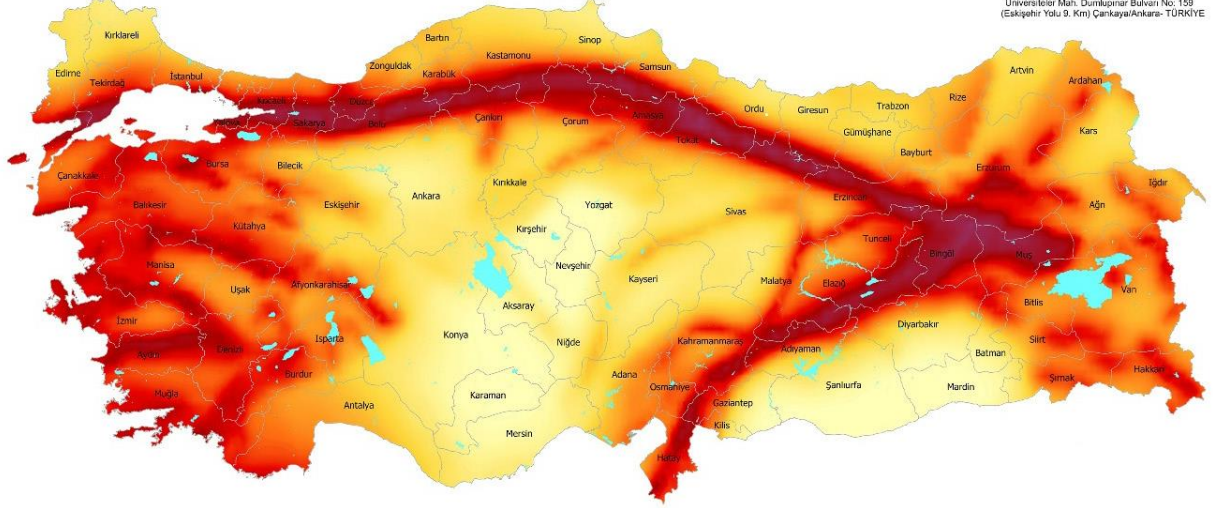 Üniversiteler Mah. Dumlupınar Bulvarı No: 159
(Eskişehir Yolu 9. Km) Çankaya/Ankara- TÜRKİYE
Kırklareli
Edirne
Tekirdağ
İstanbul
Kocaeli
Yalova
Sakarya
Düzce
Bolu
Zonguldak
Bartın
Karabük
Kastamonu
Sinop
Samsun
Çankırı
Çorum
Amasya
Tokat
Ordu
Giresun
Trabzon
Gümüşhane
Bayburt
Rize
Artvin
Ardahan
Kars
Erzurum
Iğdır
Ağrı
Çanakkale
Balıkesir
Bursa
Bilecik
Kütahya
Eskişehir
Ankara
Kırıkkale
Yozgat
Kırşehir
Sivas
Erzincan
Tunceli
Bingöl
Muş
Manisa
Uşak
Afyonkarahisar
Nevşehir
Kayseri
Malatya
Elazığ
Bitlis
Van
İzmir
Aydın
Denizli
Isparta
Burdur
Konya
Aksaray
Niğde
Kahramanmaraş
Adıyaman
Diyarbakır
Batman
Siirt
Şırnak
Hakkari
Muğla
Antalya
Karaman
Mersin
Adana
Osmaniye
Gaziantep
Kilis
Hatay
Şanlıurfa
Mardin